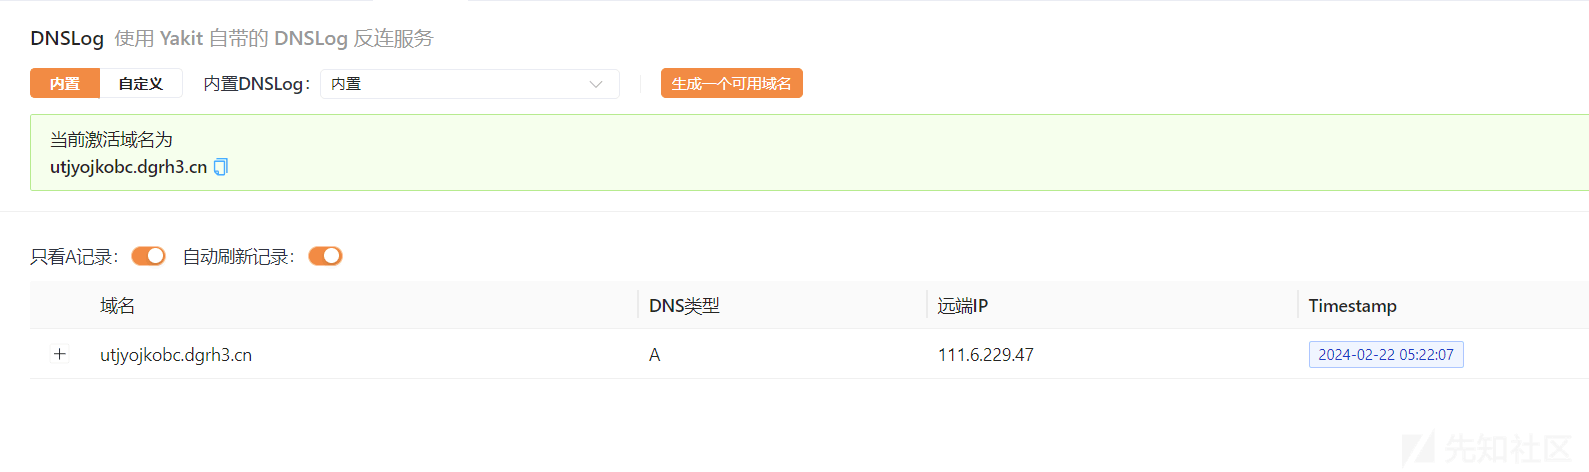 DNSLog 使用 Yakit 自带的 DNSLog 反连服务
内置 自定义 内置DNSLog: 内置 生成一个可用域名
当前激活域名为
utjyojkobc.dgrh3.cn
只看A记录: 自动刷新记录:
域名 DNS类型 远端IP Timestamp
+ utjyojkobc.dgrh3.cn A 111.6.229.47 2024-02-22 05:22:07
先知社区